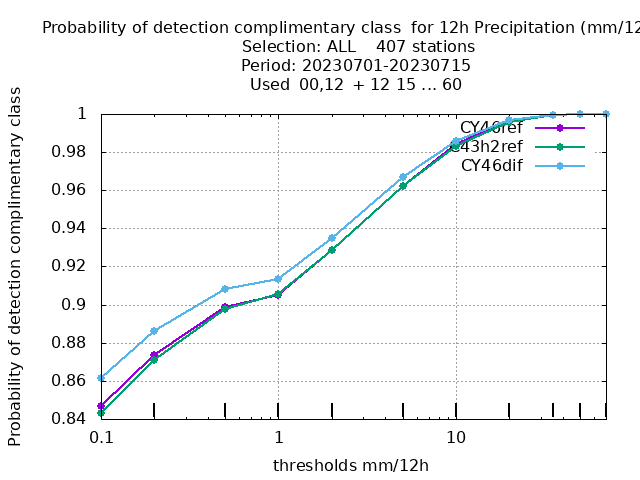 Probability of detection complimentary class for 12h Precipitation (mm/12
Selection: ALL 407 stations
Period: 20230701-20230715
Used 00,12 + 12 15 ... 60
Probability of detection complimentary class
1
0.98
0.96
0.94
0.92
0.9
0.88
0.86
0.84
CY46ref
C43h2ref
CY46dif
0.1
1
10
thresholds mm/12h